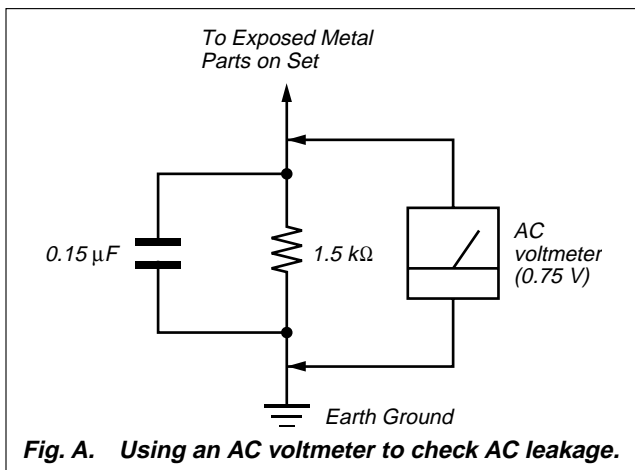 To Exposed Metal
Parts on Set
0.15 μF
1.5 kΩ
AC
voltmeter
(0.75 V)
Earth Ground
Fig. A. Using an AC voltmeter to check AC leakage.